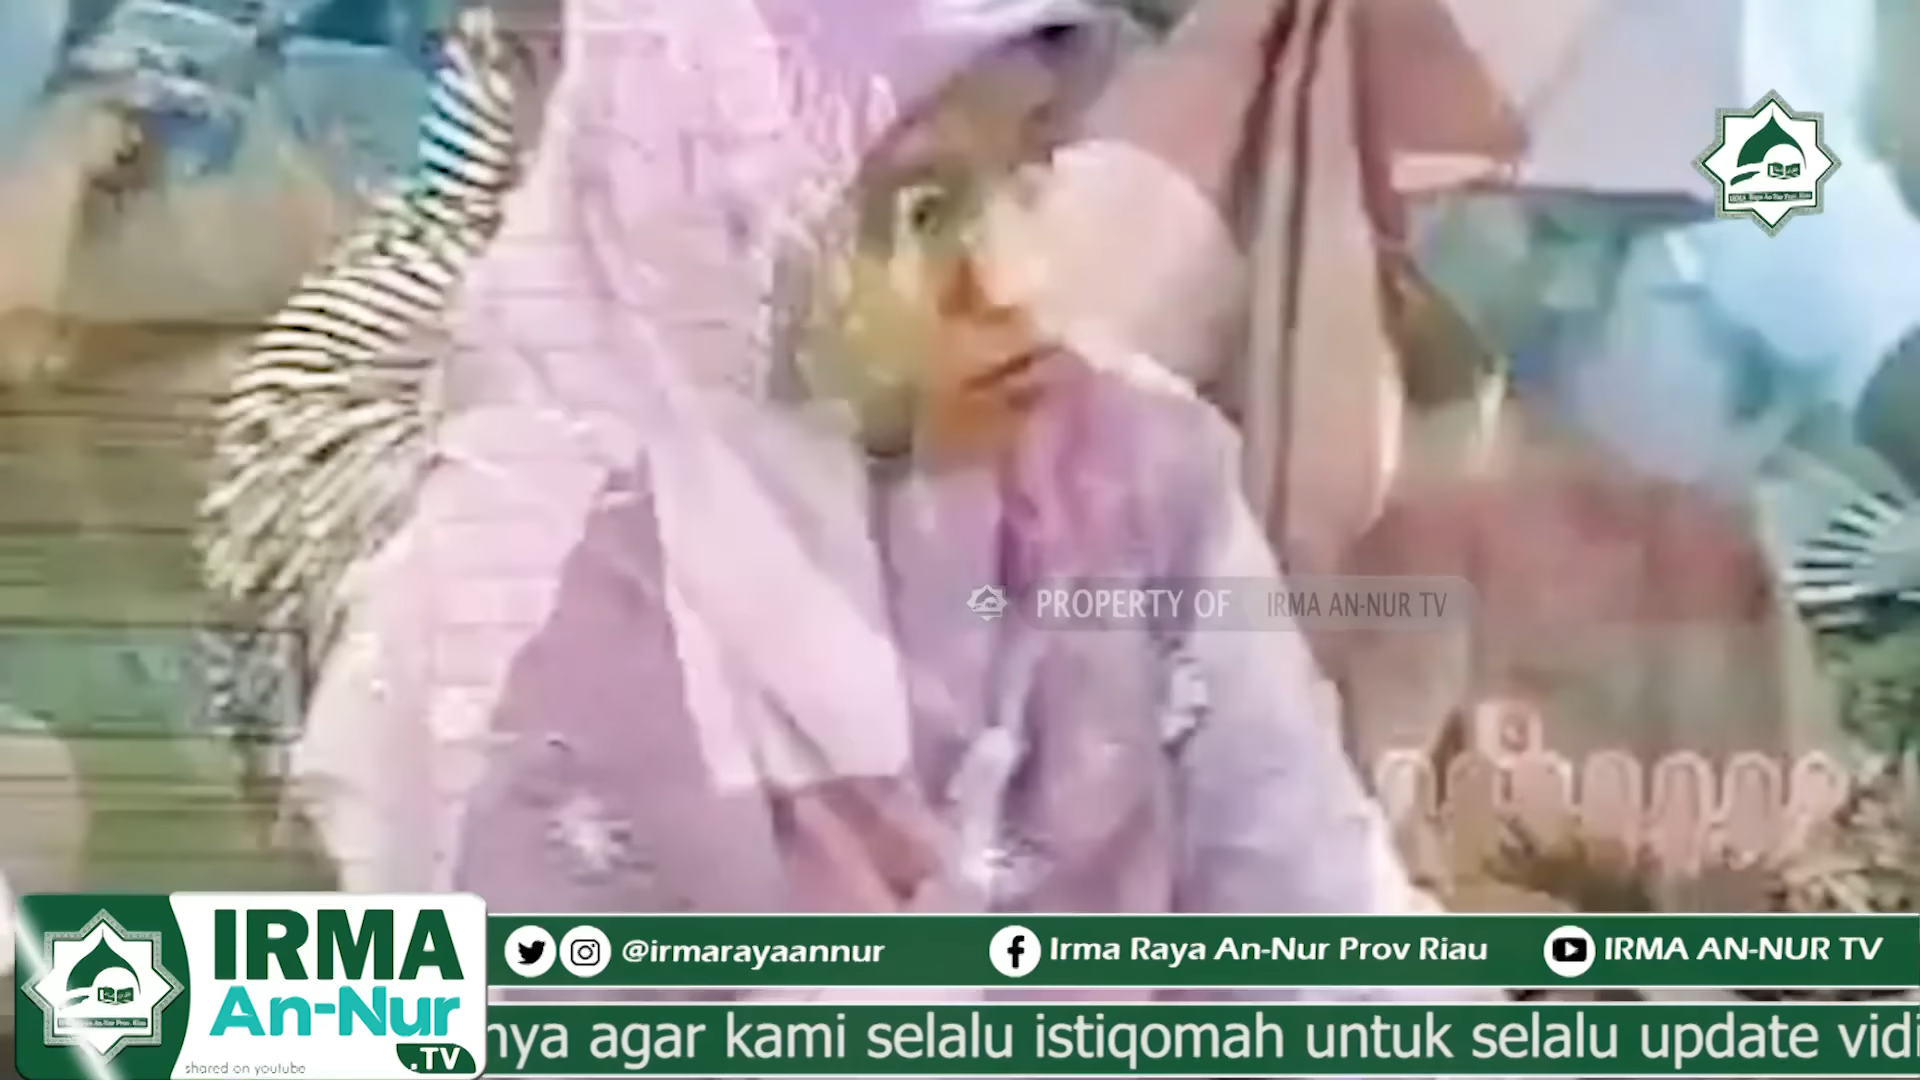 PROPERTY OF IRMA AN-NUR TV
IRMA
An-Nur
.TV
shared on youtube
@irmarayaannur
Irma Raya An-Nur Prov Riau
IRMA AN-NUR TV
nya agar kami selalu istiqomah untuk selalu update vidi